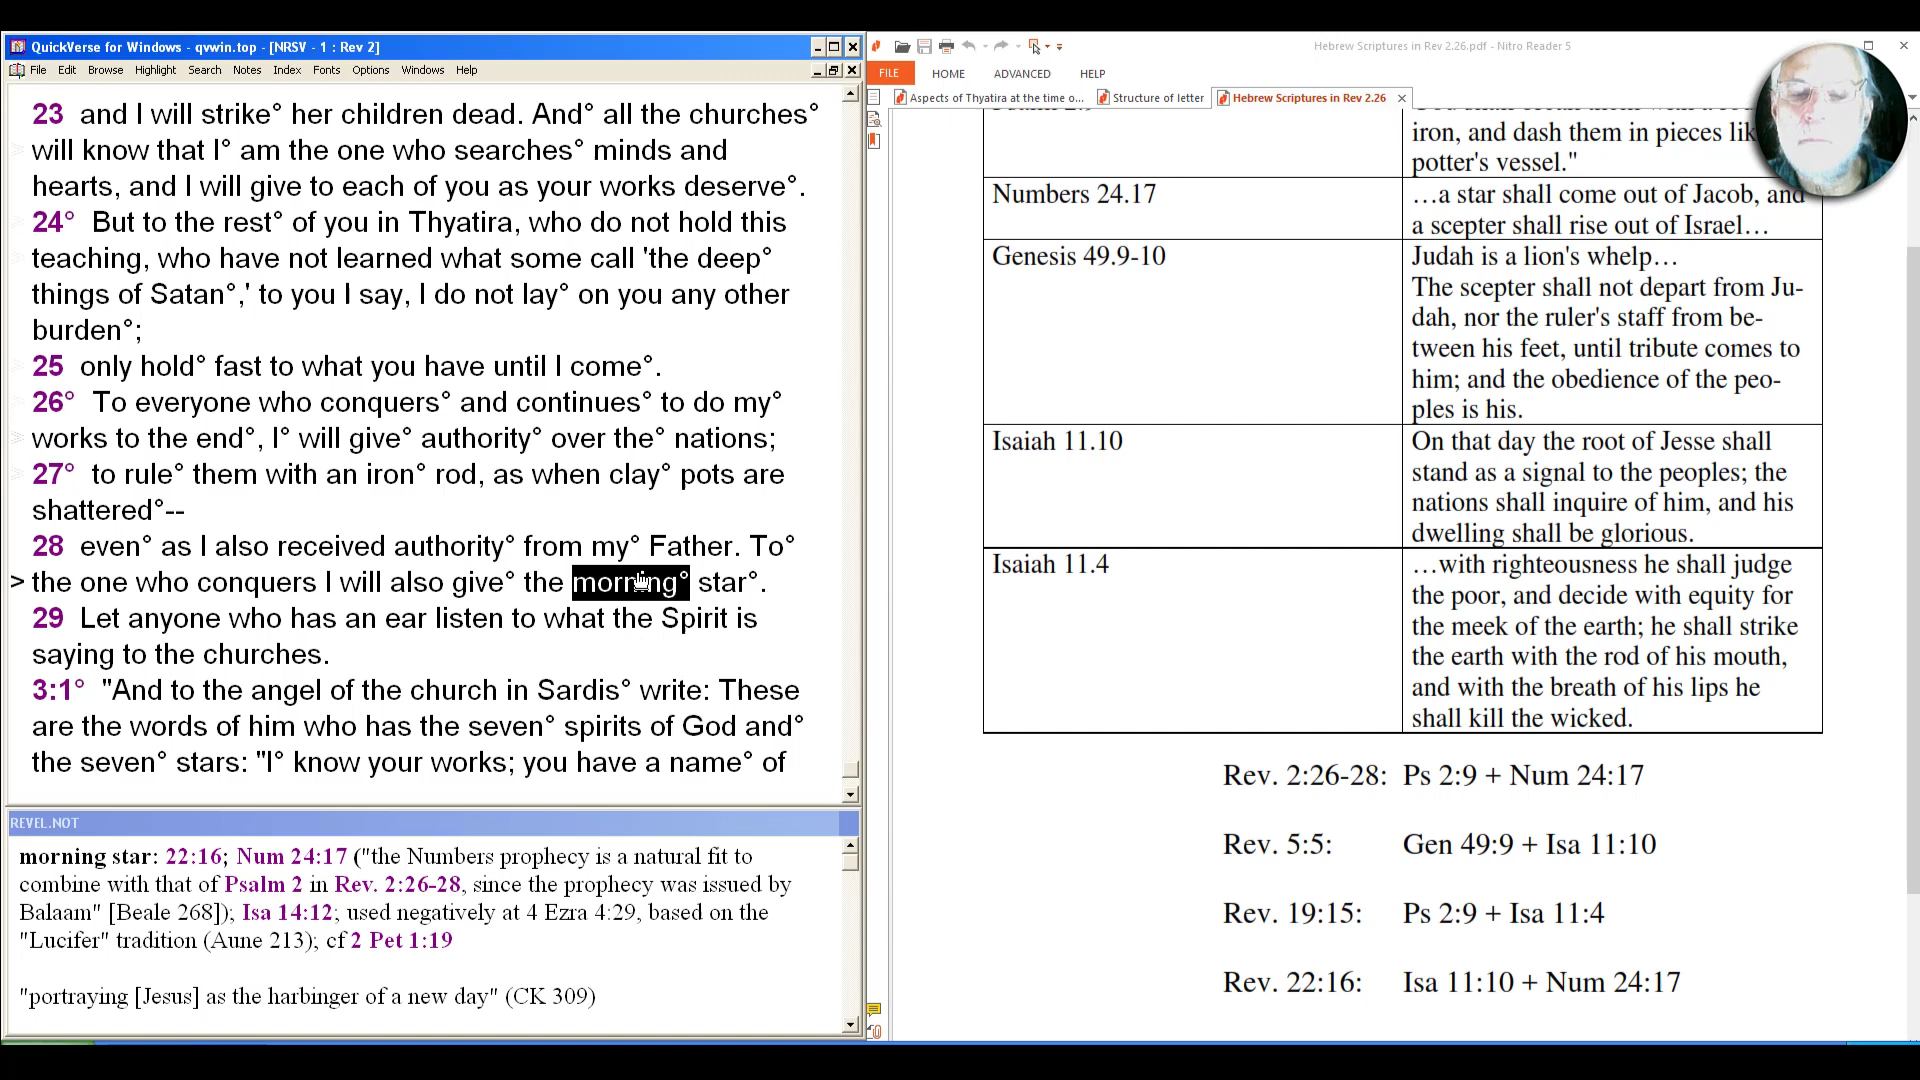 QuickVerse for Windows - qvwin.top - [NRSV - 1 : Rev 2]
File Edit Browse Highlight Search Notes Index Fonts Options Windows Help
23 and I will strike° her children dead. And° all the churches°
will know that I° am the one who searches° minds and
hearts, and I will give to each of you as your works deserve°.
24° But to the rest° of you in Thyatira, who do not hold this
teaching, who have not learned what some call 'the deep°
things of Satan°,' to you I say, I do not lay° on you any other
burden°;
25 only hold° fast to what you have until I come°.
26° To everyone who conquers° and continues° to do my°
works to the end°, I° will give° authority° over the° nations;
27° to rule° them with an iron° rod, as when clay° pots are
shattered°--
28 even° as I also received authority° from my° Father. To°
> the one who conquers I will also give° the morning° star°.
29 Let anyone who has an ear listen to what the Spirit is
saying to the churches.
3:1° "And to the angel of the church in Sardis° write: These
are the words of him who has the seven° spirits of God and°
the seven° stars: "I° know your works; you have a name° of
REVEL.NOT
morning star: 22:16; Num 24:17 ("the Numbers prophecy is a natural fit to
combine with that of Psalm 2 in Rev. 2:26-28, since the prophecy was issued by
Balaam" [Beale 268]); Isa 14:12; used negatively at 4 Ezra 4:29, based on the
"Lucifer" tradition (Aune 213); cf 2 Pet 1:19
"portraying [Jesus] as the harbinger of a new day" (CK 309)
Hebrew Scriptures in Rev 2.26.pdf - Nitro Reader 5
FILE HOME ADVANCED HELP
Aspects of Thyatira at the time o... Structure of letter Hebrew Scriptures in Rev 2.26
iron, and dash them in pieces
potter's vessel."
Numbers 24.17
…a star shall come out of Jacob, and
a scepter shall rise out of Israel…
Genesis 49.9-10
Judah is a lion's whelp…
The scepter shall not depart from Ju-
dah, nor the ruler's staff from be-
tween his feet, until tribute comes to
him; and the obedience of the peo-
ples is his.
Isaiah 11.10
On that day the root of Jesse shall
stand as a signal to the peoples; the
nations shall inquire of him, and his
dwelling shall be glorious.
Isaiah 11.4
…with righteousness he shall judge
the poor, and decide with equity for
the meek of the earth; he shall strike
the earth with the rod of his mouth,
and with the breath of his lips he
shall kill the wicked.
Rev. 2:26-28: Ps 2:9 + Num 24:17
Rev. 5:5: Gen 49:9 + Isa 11:10
Rev. 19:15: Ps 2:9 + Isa 11:4
Rev. 22:16: Isa 11:10 + Num 24:17